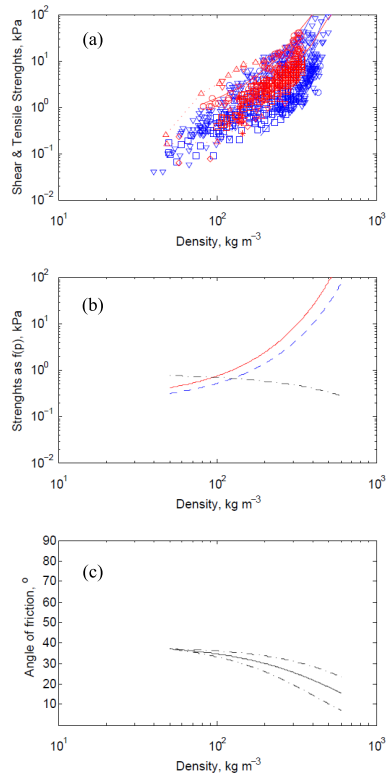 (a)
Shear & Tensile Strenghts, kPa
10²
10¹
10⁰
10⁻¹
10⁻²
10¹ 10² 10³
Density, kg m⁻³
(b)
Strenghts as f(p), kPa
10²
10¹
10⁰
10⁻¹
10⁻²
10¹ 10² 10³
Density, kg m⁻³
(c)
Angle of friction, °
90
80
70
60
50
40
30
20
10
10¹ 10² 10³
Density, kg m⁻³